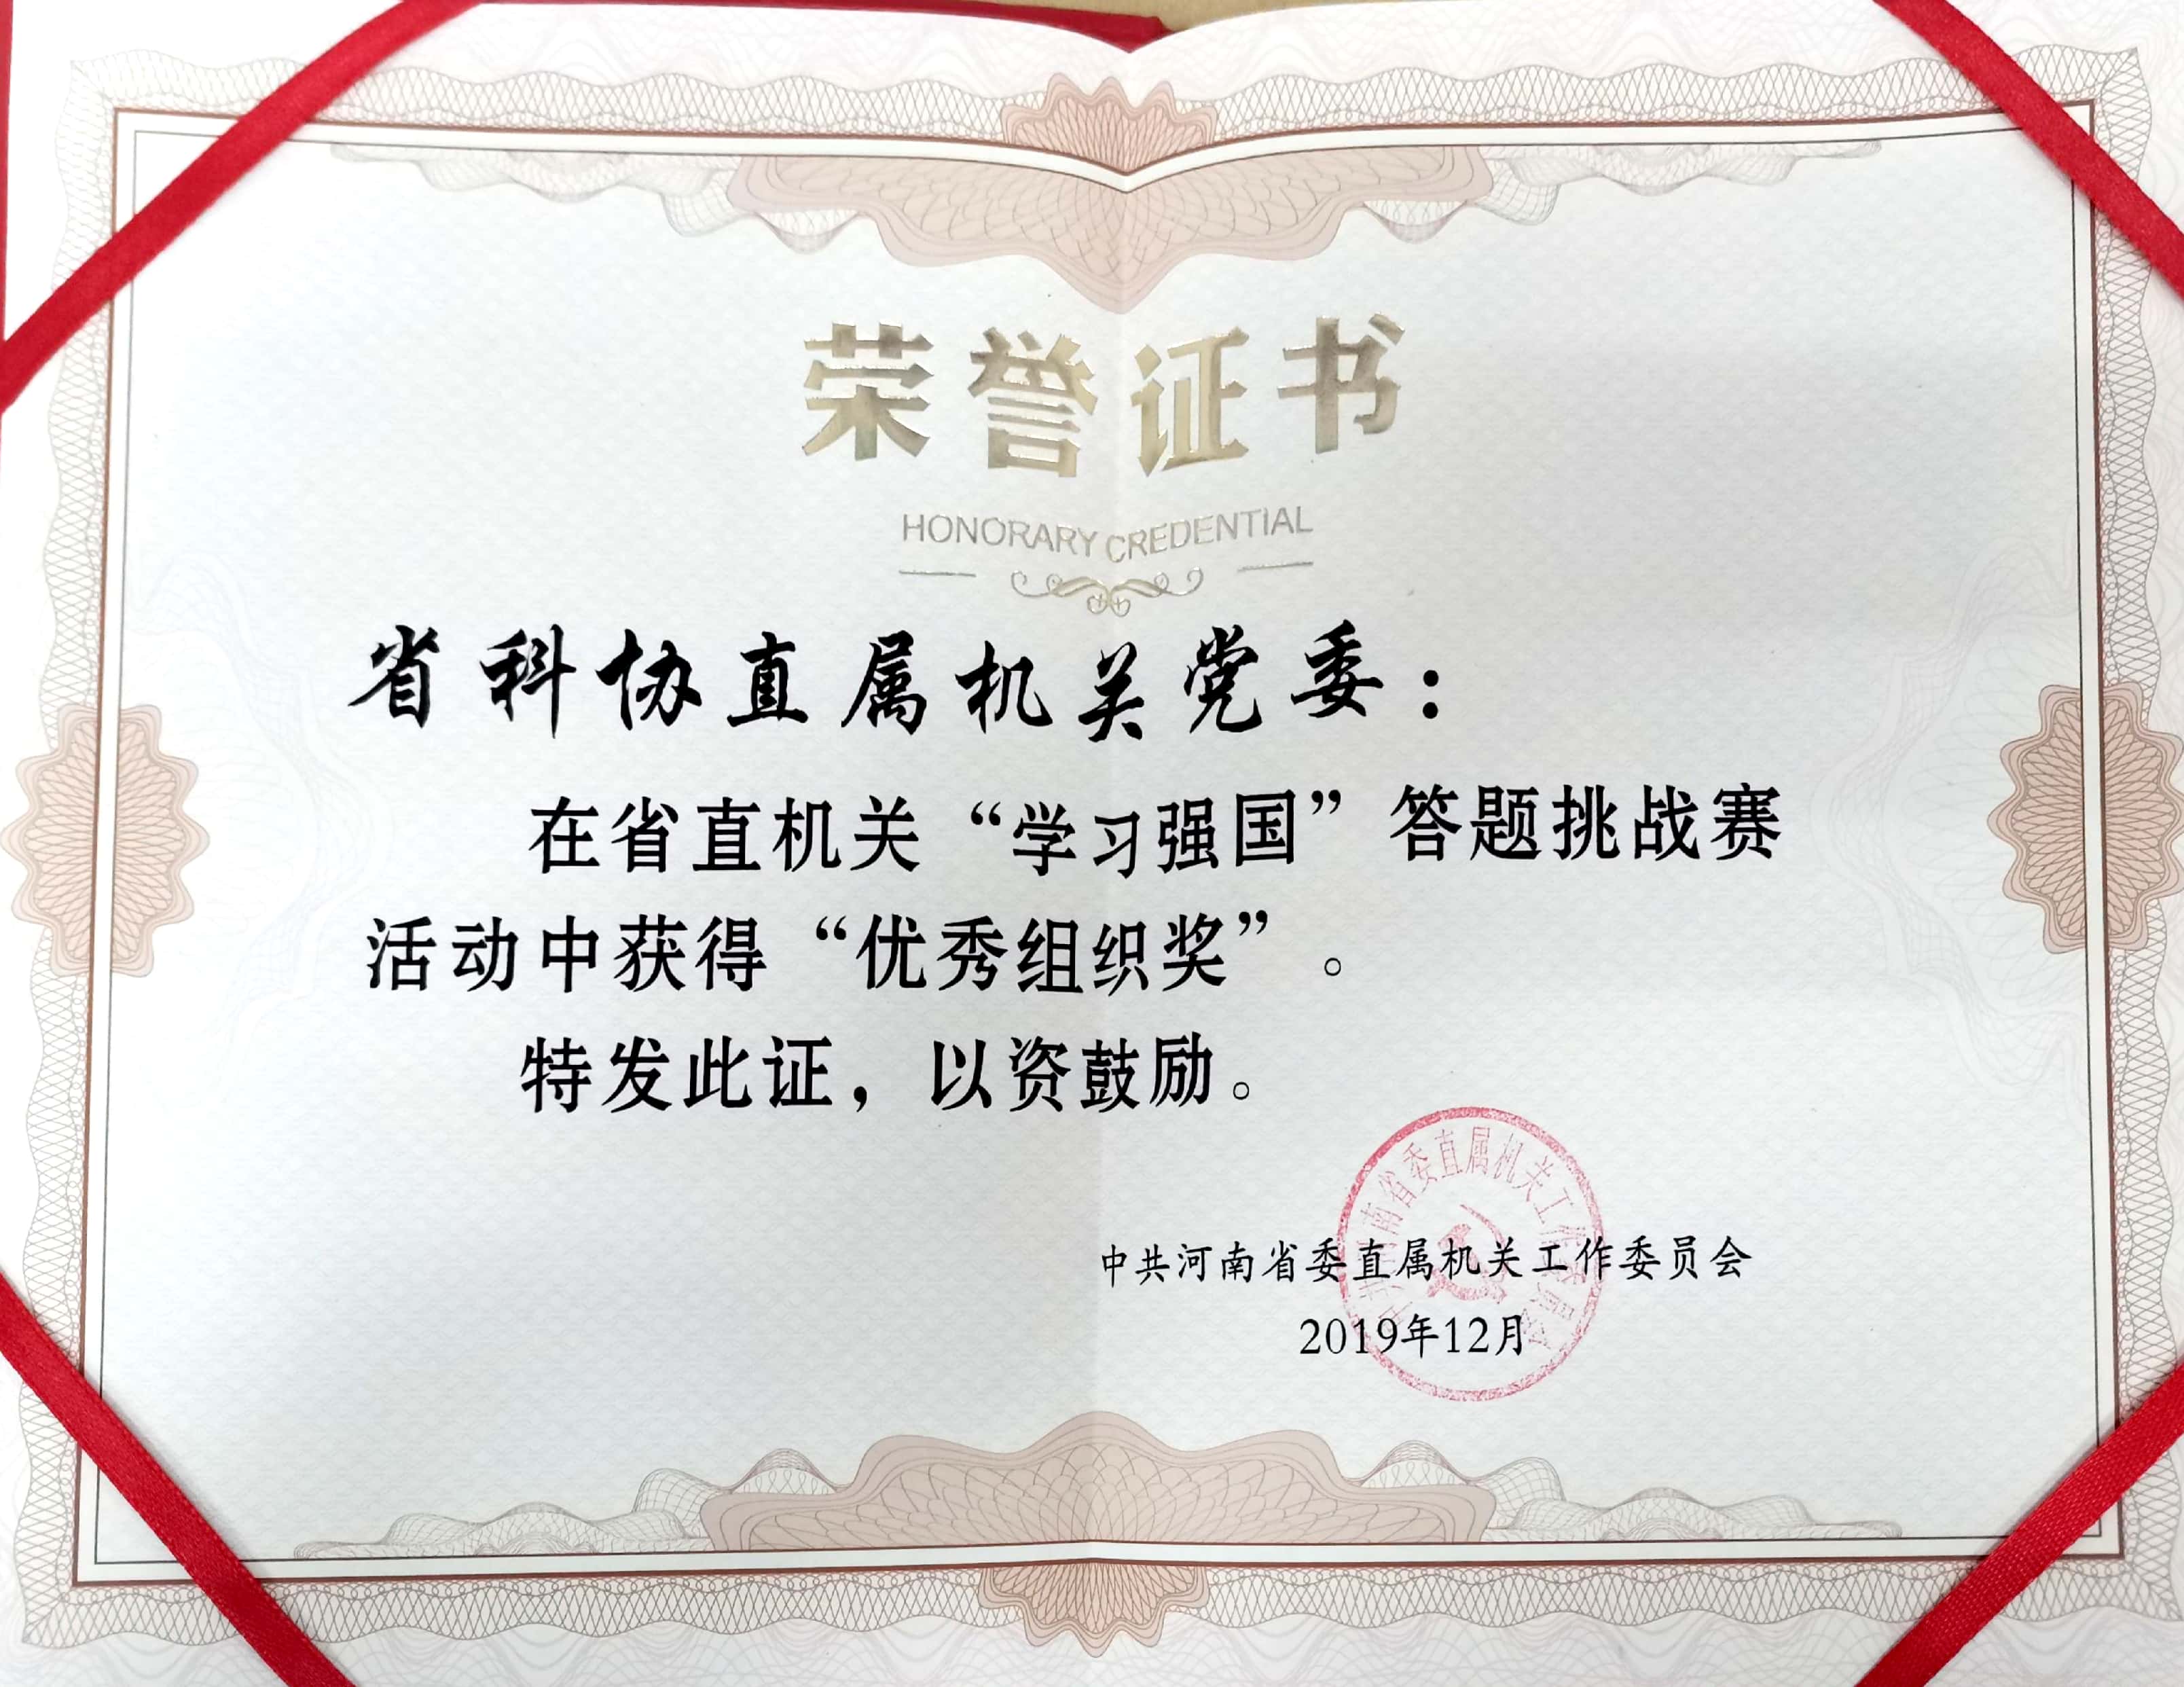 荣誉证书
HONORARY CREDENTIAL
省科协直属机关党委：
在省直机关“学习强国”答题挑战赛
活动中获得“优秀组织奖”。
特发此证，以资鼓励。
中共河南省委直属机关工作委员会
2019年12月